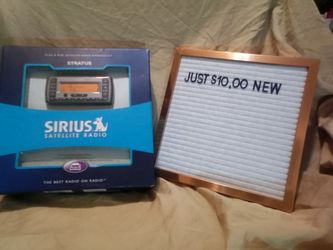 STRATUS
SIRIUS
SATELLITE RADIO
THE BEST RADIO ON RADIO
JUST $10,00 NEW